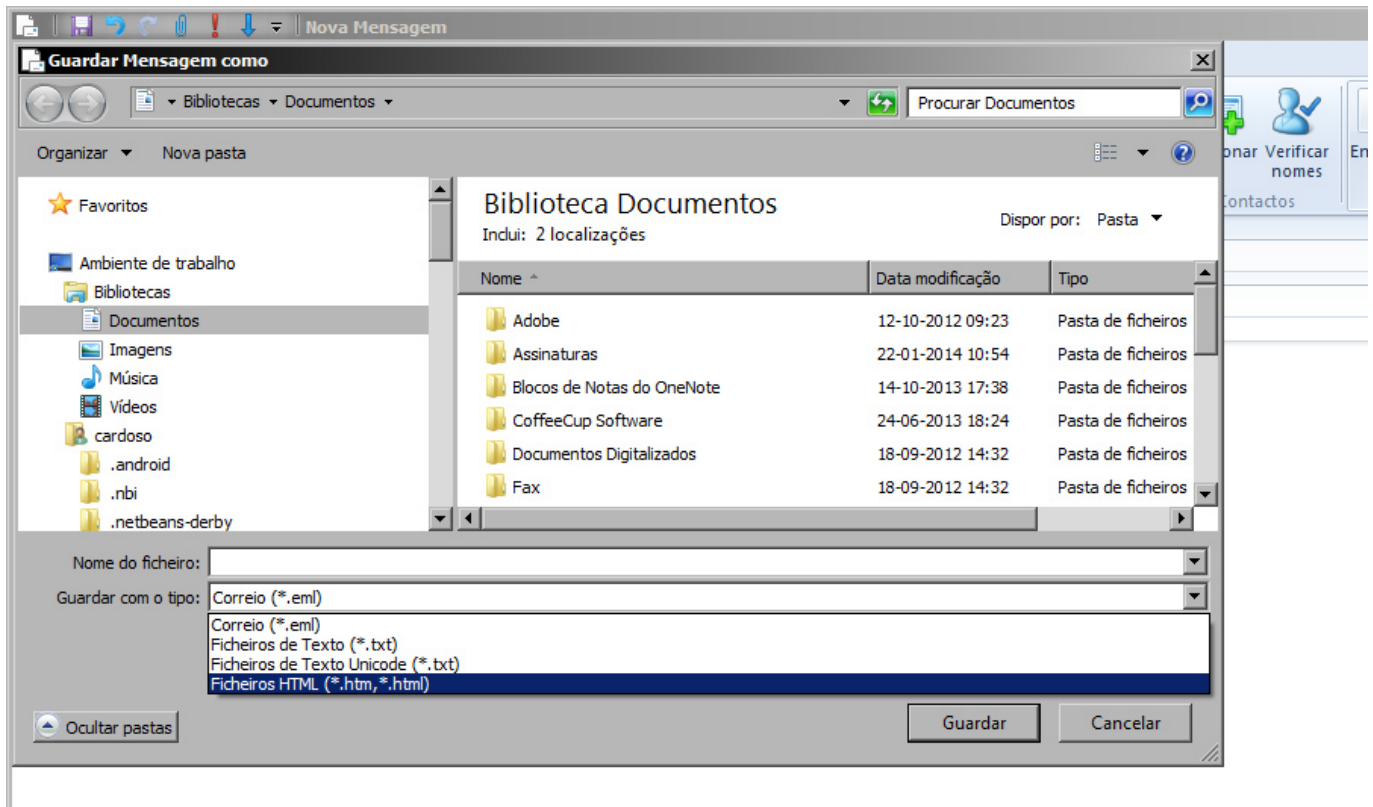 Nova Mensagem
Guardar Mensagem como
Bibliotecas Documentos
Procurar Documentos
Organizar Nova pasta
onar Verificar nomes
En
ontactos
Favoritos
Ambiente de trabalho
Bibliotecas
Documentos
Imagens
Música
Vídeos
cardoso
.android
.nbi
.netbeans-derby
Biblioteca Documentos
Inclui: 2 localizações
Dispor por: Pasta
Nome Data modificação Tipo
Adobe 12-10-2012 09:23 Pasta de ficheiros
Assinaturas 22-01-2014 10:54 Pasta de ficheiros
Blocos de Notas do OneNote 14-10-2013 17:38 Pasta de ficheiros
CoffeeCup Software 24-06-2013 18:24 Pasta de ficheiros
Documentos Digitalizados 18-09-2012 14:32 Pasta de ficheiros
Fax 18-09-2012 14:32 Pasta de ficheiros
Nome do ficheiro:
Guardar com o tipo: Correio (*.eml)
Correio (*.eml)
Ficheiros de Texto (*.txt)
Ficheiros de Texto Unicode (*.txt)
Ficheiros HTML (*.htm,*.html)
Ocultar pastas
Guardar Cancelar